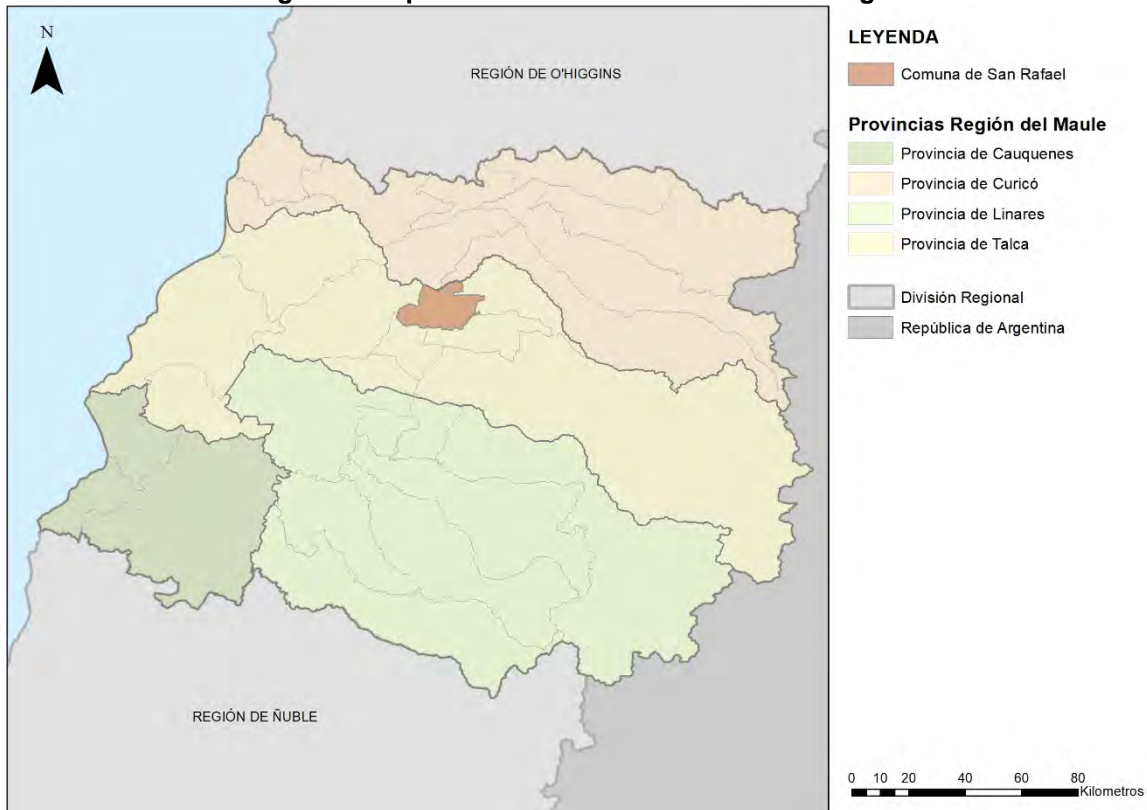 N
REGIÓN DE O'HIGGINS
REGIÓN DE ÑUBLE
LEYENDA
Comuna de San Rafael
Provincias Región del Maule
Provincia de Cauquenes
Provincia de Curicó
Provincia de Linares
Provincia de Talca
División Regional
República de Argentina
0 10 20 40 60 80
Kilometros